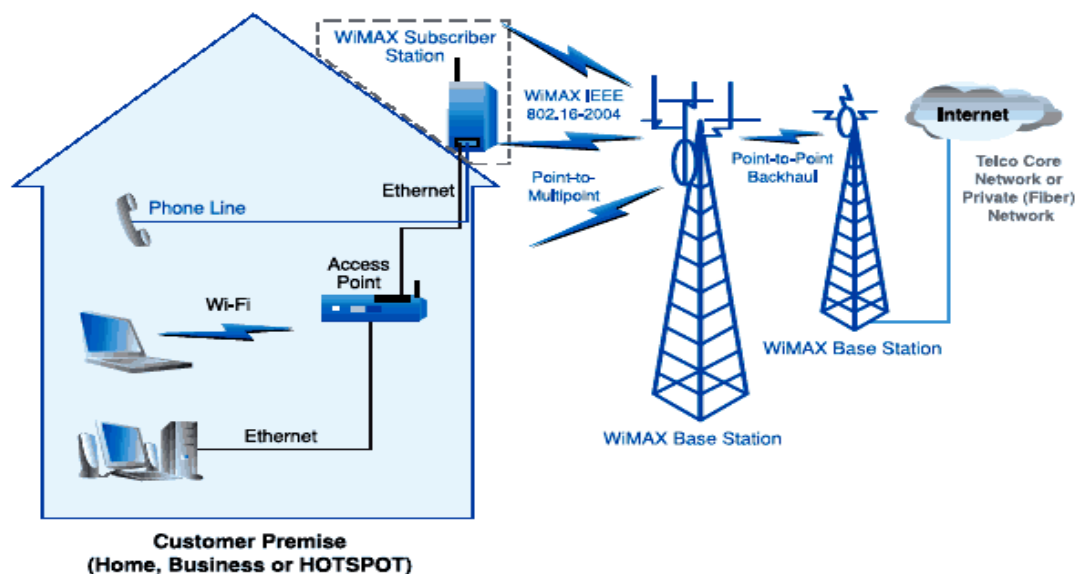 WiMAX Subscriber
Station
WiMAX IEEE
802.16-2004
Internet
Point-to-Point
Backhaul
Telco Core
Network or
Private (Fiber)
Network
Point-to-
Multipoint
Ethernet
Phone Line
Access
Point
Wi-Fi
WiMAX Base Station
WiMAX Base Station
Ethernet
Customer Premise
(Home, Business or HOTSPOT)